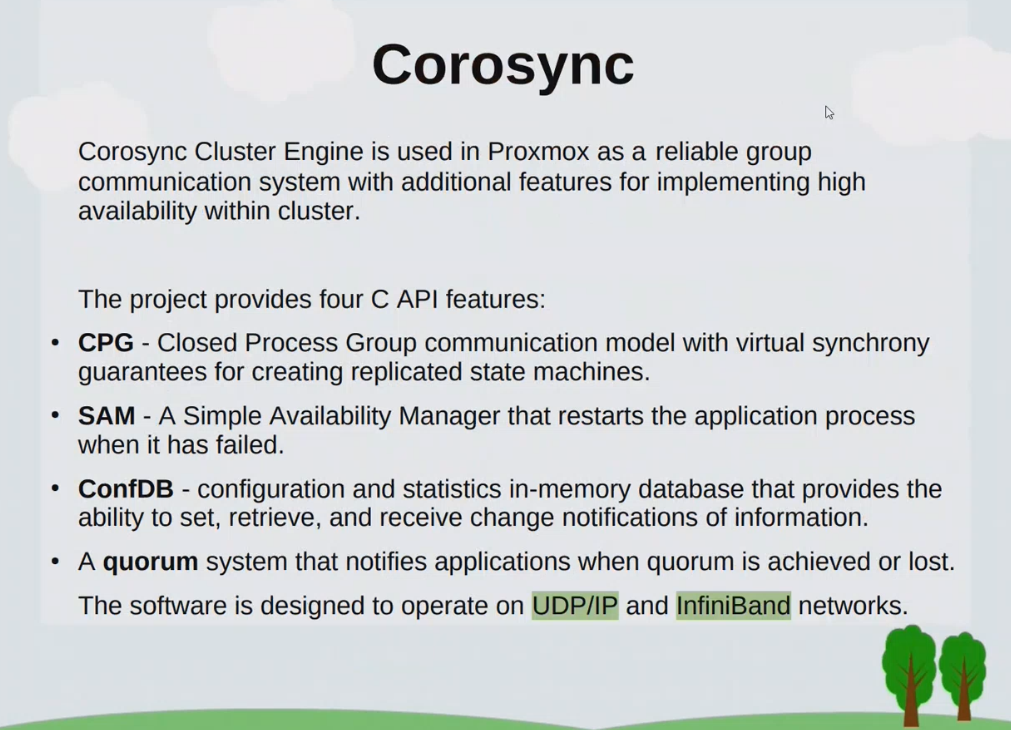 Corosync
Corosync Cluster Engine is used in Proxmox as a reliable group
communication system with additional features for implementing high
availability within cluster.
The project provides four C API features:
• CPG - Closed Process Group communication model with virtual synchrony
guarantees for creating replicated state machines.
• SAM - A Simple Availability Manager that restarts the application process
when it has failed.
• ConfDB - configuration and statistics in-memory database that provides the
ability to set, retrieve, and receive change notifications of information.
• A quorum system that notifies applications when quorum is achieved or lost.
The software is designed to operate on UDP/IP and InfiniBand networks.